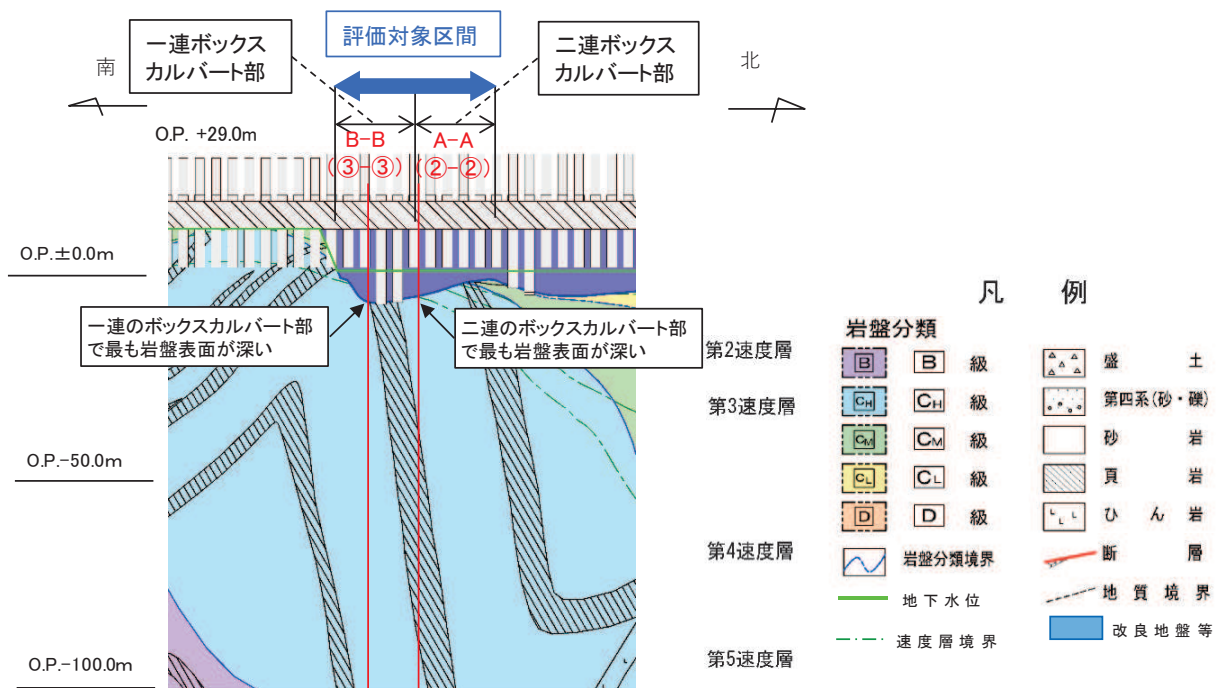 評価対象区間
一連ボックス
カルバート部
二連ボックス
カルバート部
南
北
O.P. +29.0m
B-B
(③-③)
A-A
(②-②)
O.P.±0.0m
一連のボックスカルバート部
で最も岩盤表面が深い
二連のボックスカルバート部
で最も岩盤表面が深い
第2速度層
第3速度層
O.P.-50.0m
第4速度層
第5速度層
O.P.-100.0m
凡 例
岩盤分類
B B 級
CH CH 級
CM CM 級
CL CL 級
D D 級
岩盤分類境界
地下水位
速度層境界
盛土
第四系(砂・礫)
砂岩
頁岩
ひん岩
断層
地質境界
改良地盤等